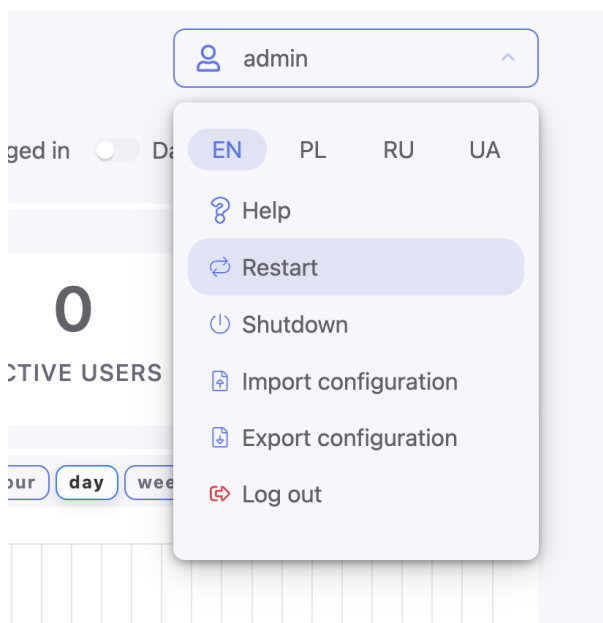 admin
ged in
EN PL RU UA
Help
Restart
0
Shutdown
CTIVE USERS
Import configuration
Export configuration
our day wee
Log out